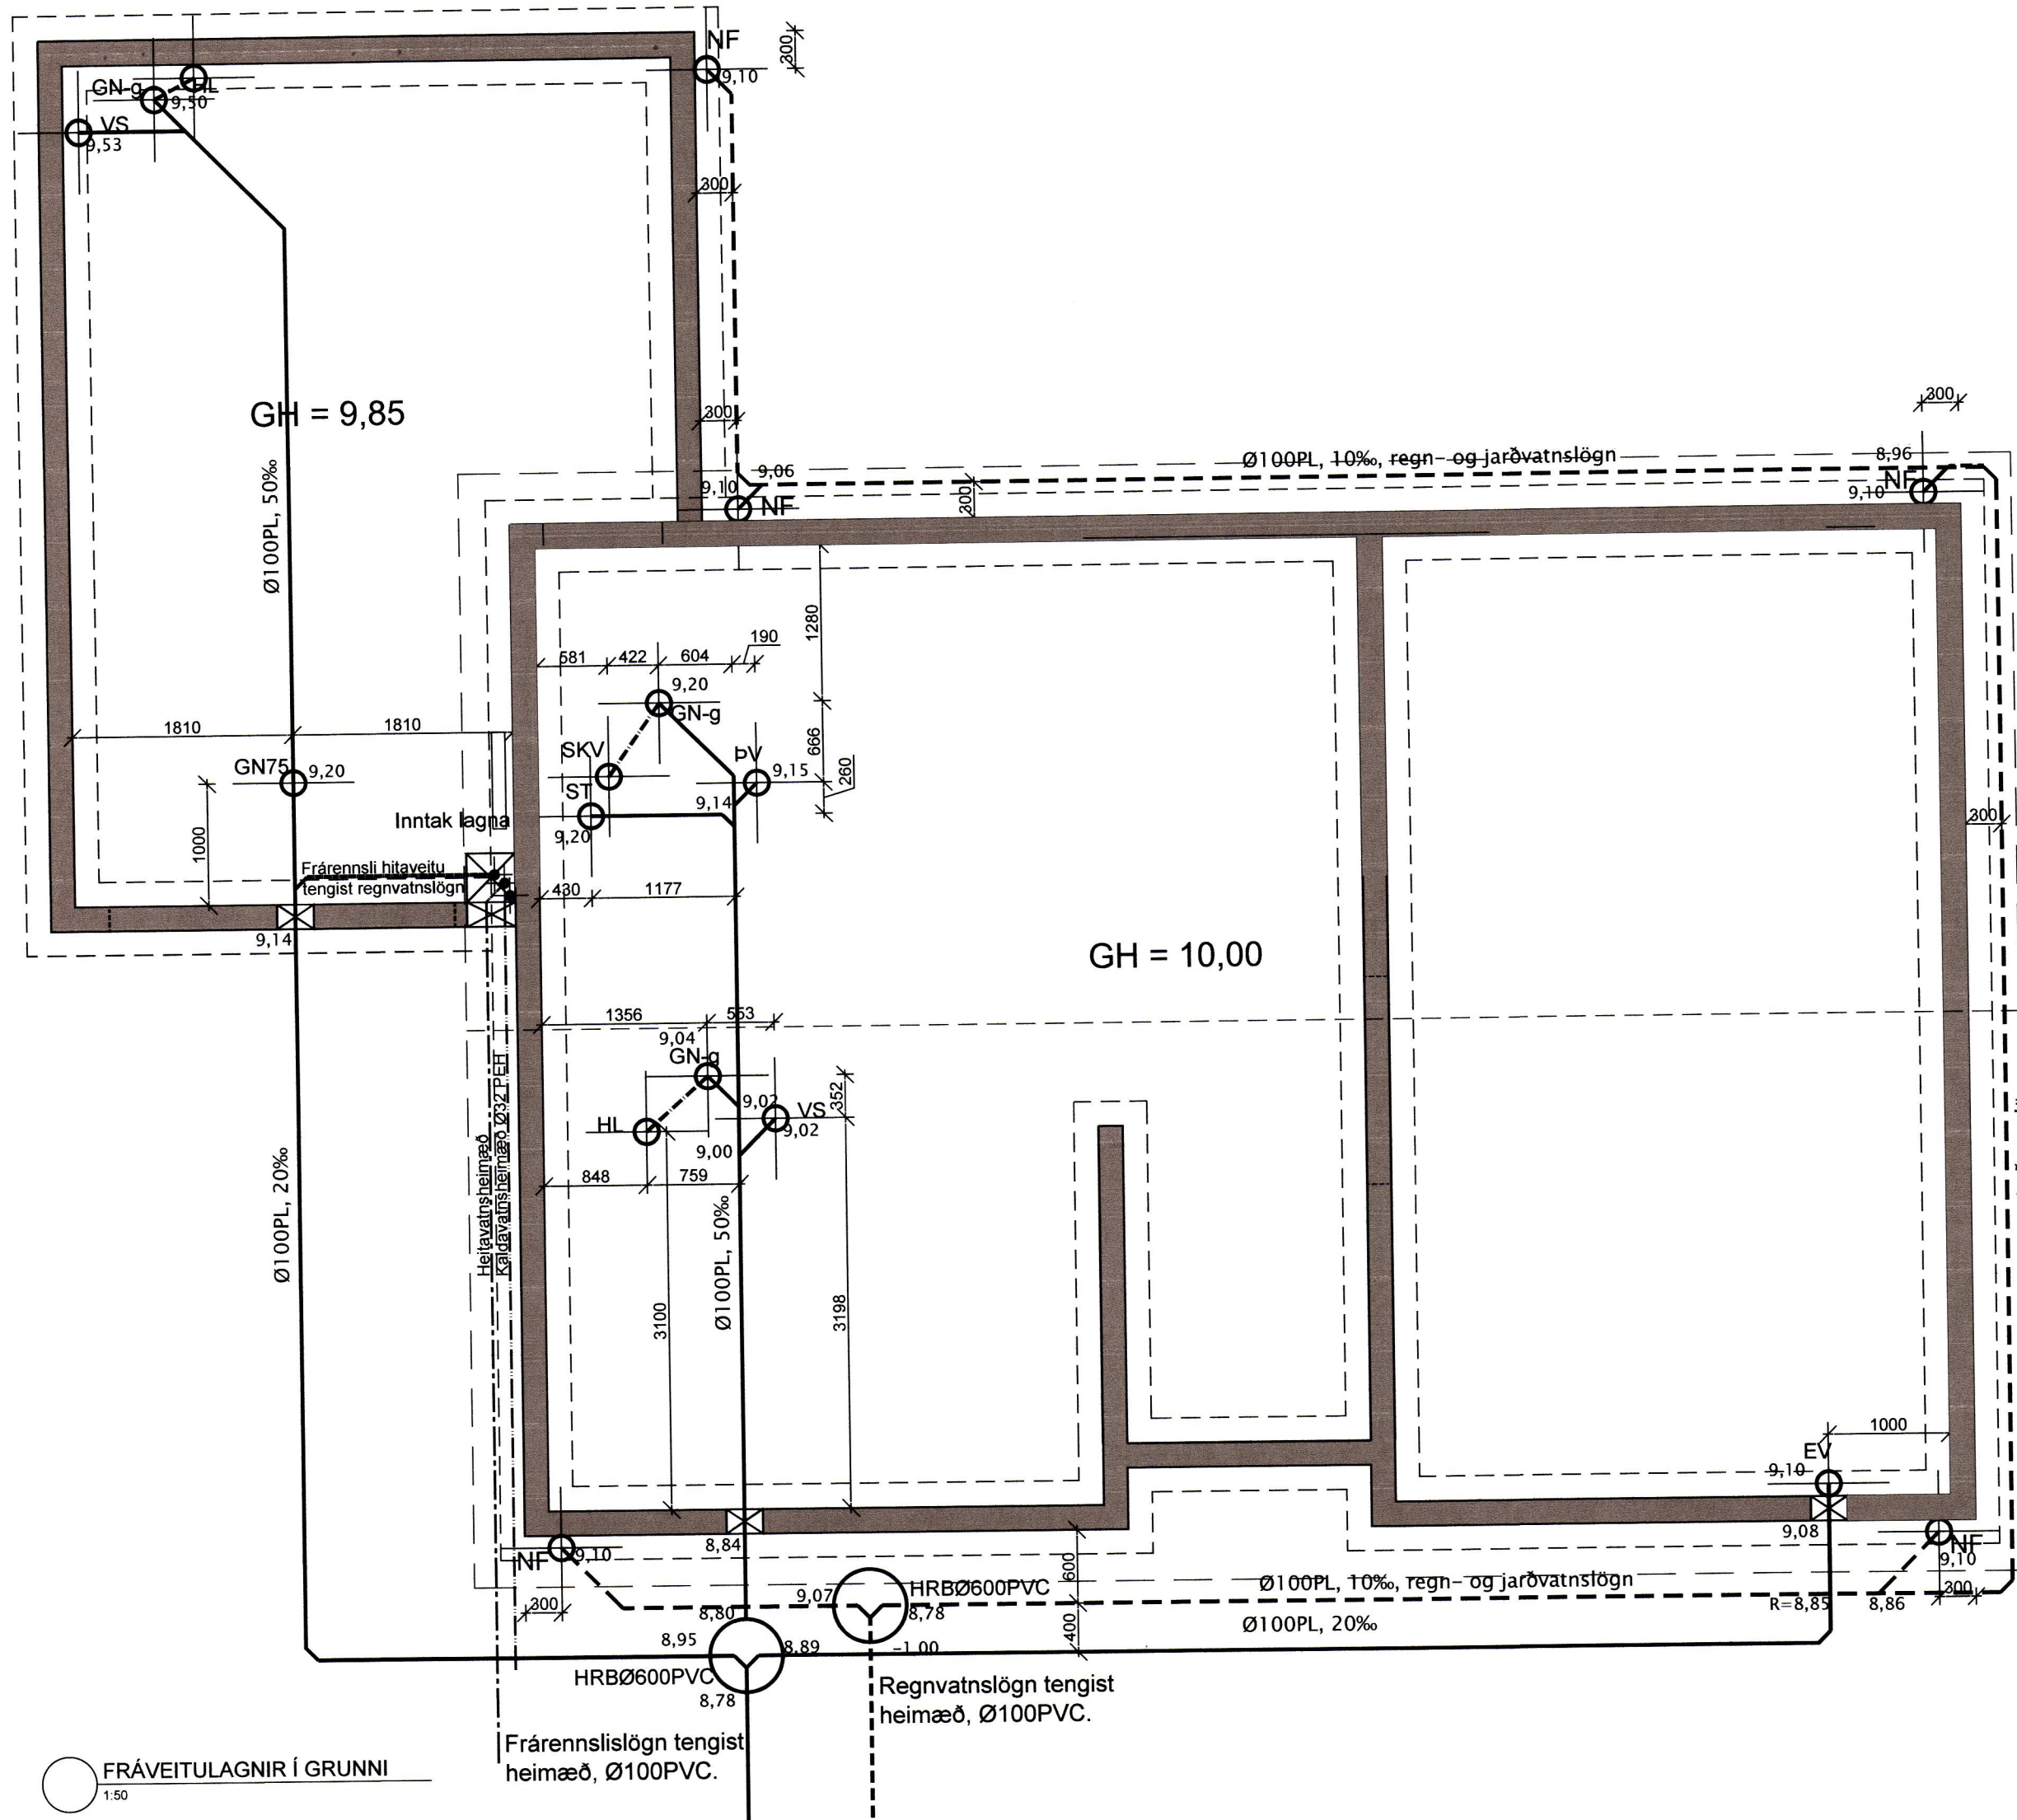 NF
300
9,10
GN-g
HL
9,50
VS
9,53
300
GH = 9,85
300
300
Ø100PL, 10‰, regn- og jarðvatnslögn
8,96
9,06
9,10
NF
NF
9,10
300
Ø100PL, 50‰
1280
190
581
422
604
9,20
GN-g
666
1810
1810
SKV
ÞV
9,15
260
GN75
9,20
ST
9,14
9,20
Inntak lagna
300
1000
Frárennsli hitaveitu
tengist regnvatnslögn
430
1177
9,14
GH = 10,00
1356
553
9,04
GN-g
352
9,02
VS
9,02
HL
9,00
848
759
Heitavatnsheimæð
Kaldavatnsheimæð Ø32 PEH
Ø100PL, 20‰
Ø100PL, 50‰
3100
3198
1000
EV
9,10
9,08
8,84
NF
9,10
NF
9,10
600
300
9,07
HRBØ600PVC
8,78
Ø100PL, 10‰, regn- og jarðvatnslögn
R=8,85
8,86
300
8,80
400
Ø100PL, 20‰
8,95
8,89
-1.00
HRBØ600PVC
8,78
Regnvatnslögn tengist
heimæð, Ø100PVC.
Frárennslislögn tengist
heimæð, Ø100PVC.
FRÁVEITULAGNIR Í GRUNNI
1:50